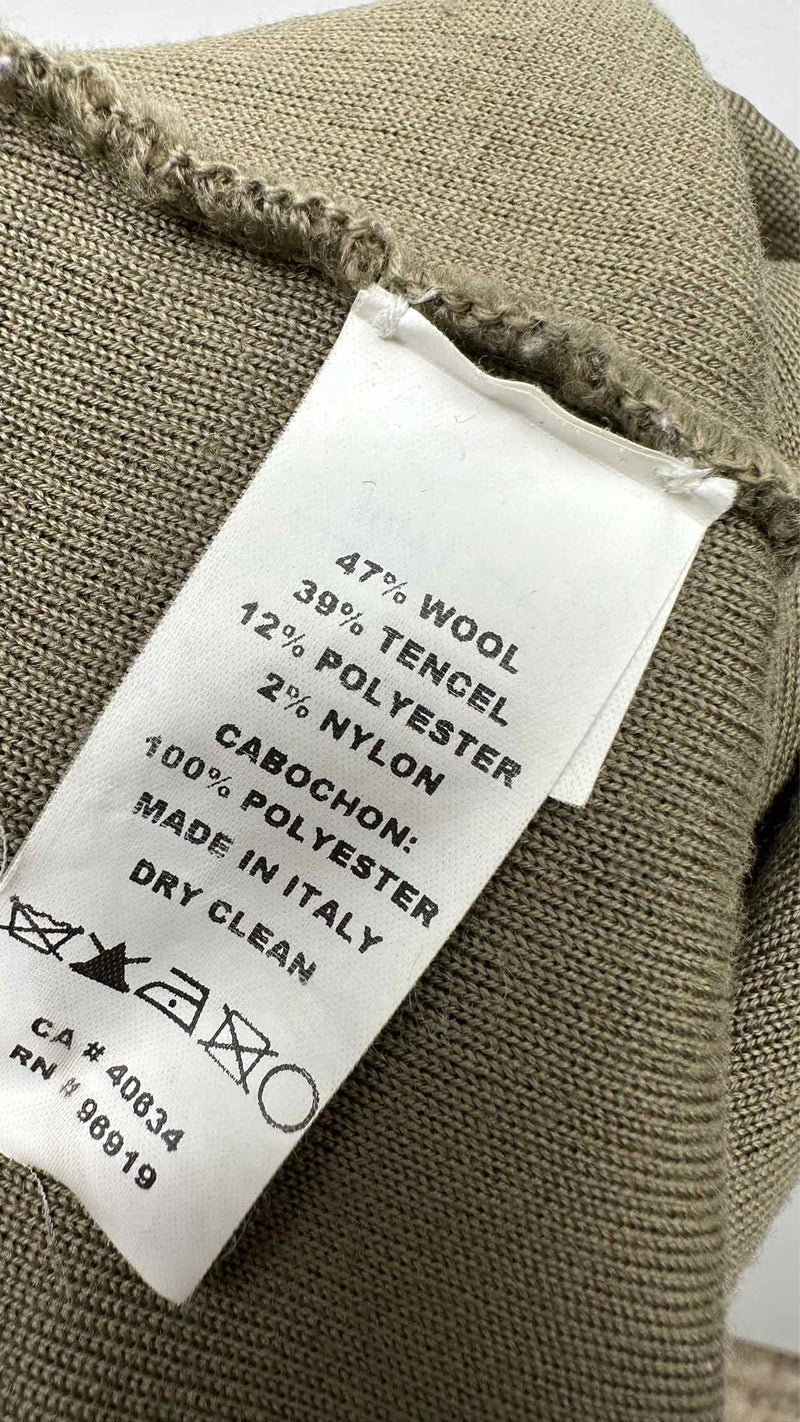 47% WOOL
39% TENCEL
12% POLYESTER
2% NYLON
CABOCHON:
100% POLYESTER
MADE IN ITALY
DRY CLEAN
CA # 40634
RN # 96919